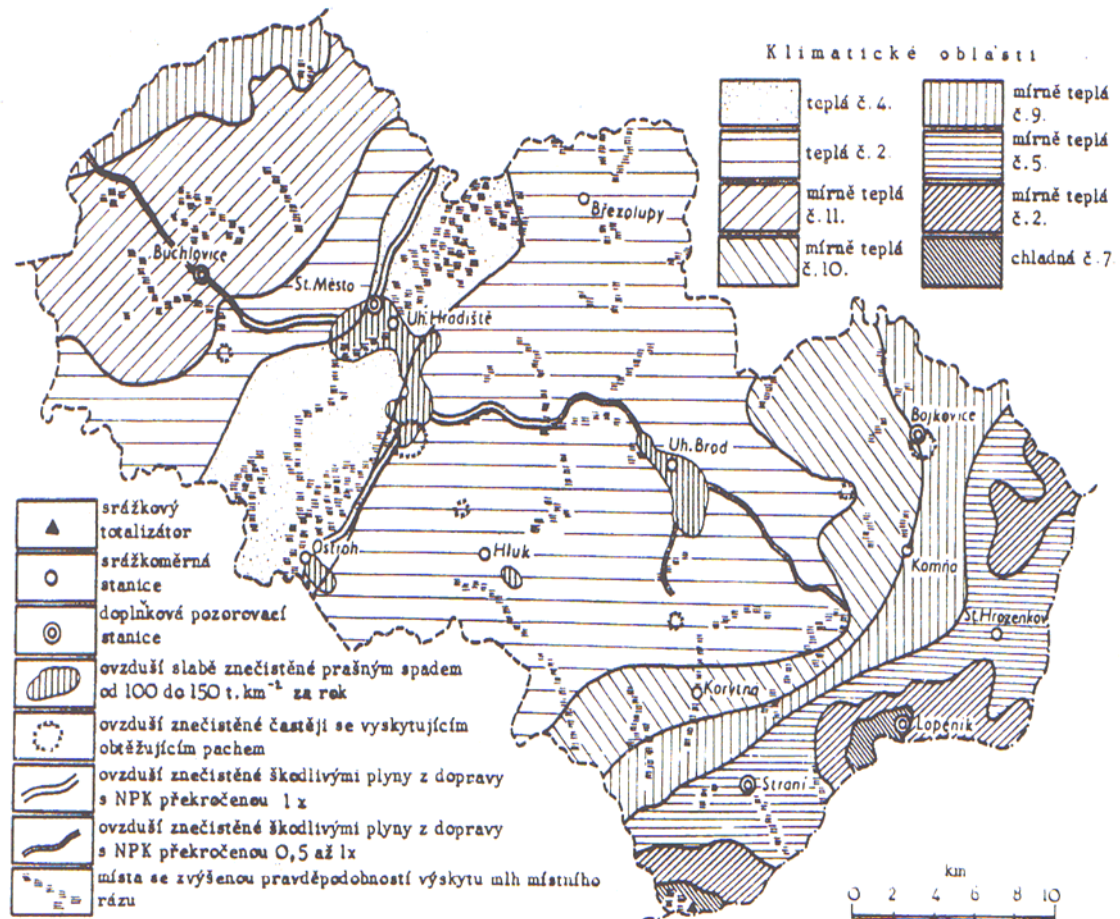 Klimatické oblasti
teplá č. 4.
teplá č. 2.
mírně teplá
č. 11.
mírně teplá
č. 10.
mírně teplá
č. 9.
mírně teplá
č. 5.
mírně teplá
č. 2.
chladná č. 7.
Březolupy
Buchlovice
St. Město
Uh. Hradiště
Bojkovice
Uh. Brod
Ostroh
Hluk
Komňa
St. Hrozenkov
Korytná
Lopeník
Strání
srážkový
totalizátor
srážkoměrná
stanice
doplňková pozorovací
stanice
ovzduší slabě znečistěné prašným spadem
od 100 do 150 t. km⁻² za rok
ovzduší znečistěné častěji se vyskytujícím
obtěžujícím pachem
ovzduší znečistěné škodlivými plyny z dopravy
s NPK překročenou 1 x
ovzduší znečistěné škodlivými plyny z dopravy
s NPK překročenou 0,5 až 1x
místa se zvýšenou pravděpodobností výskytu mlh místního
rázu
km
0 2 4 6 8 10